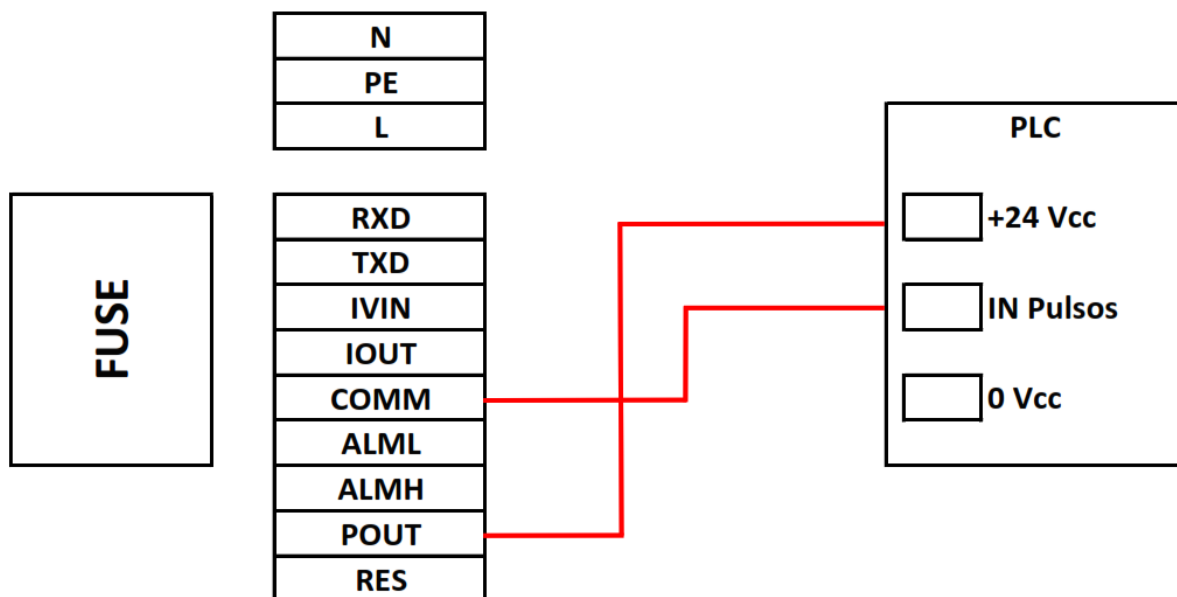 N
PE
L
PLC
FUSE
RXD
TXD
IVIN
IOUT
COMM
ALML
ALMH
POUT
RES
+24 Vcc
IN Pulsos
0 Vcc